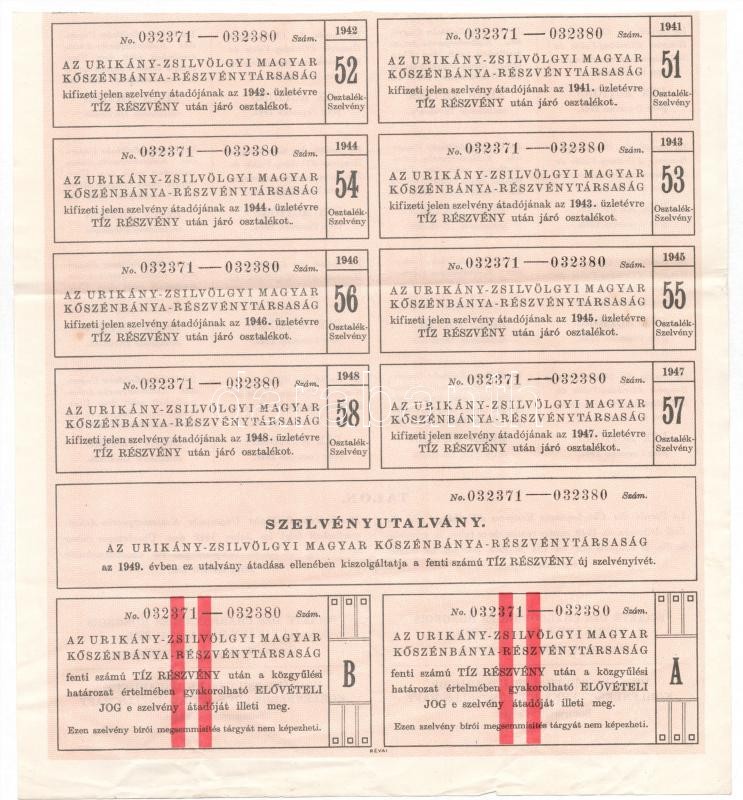 No. 032371—032380 Szám.
1942
AZ URIKÁNY-ZSILVÖLGYI MAGYAR
KŐSZÉNBÁNYA-RÉSZVÉNYTÁRSASÁG
52
kifizeti jelen szelvény átadójának az 1942. üzletévre
TÍZ RÉSZVÉNY után járó osztalékot.
Osztalék-
Szelvény
No. 032371—032380 Szám.
1941
AZ URIKÁNY-ZSILVÖLGYI MAGYAR
KŐSZÉNBÁNYA-RÉSZVÉNYTÁRSASÁG
51
kifizeti jelen szelvény átadójának az 1941. üzletévre
TÍZ RÉSZVÉNY után járó osztalékot.
Osztalék-
Szelvény
No. 032371—032380 Szám.
1944
AZ URIKÁNY-ZSILVÖLGYI MAGYAR
KŐSZÉNBÁNYA-RÉSZVÉNYTÁRSASÁG
54
kifizeti jelen szelvény átadójának az 1944. üzletévre
TÍZ RÉSZVÉNY után járó osztalékot.
Osztalék-
Szelvény
No. 032371—032380 Szám.
1943
AZ URIKÁNY-ZSILVÖLGYI MAGYAR
KŐSZÉNBÁNYA-RÉSZVÉNYTÁRSASÁG
53
kifizeti jelen szelvény átadójának az 1943. üzletévre
TÍZ RÉSZVÉNY után járó osztalékot.
Osztalék-
Szelvény
No. 032371—032380 Szám.
1946
AZ URIKÁNY-ZSILVÖLGYI MAGYAR
KŐSZÉNBÁNYA-RÉSZVÉNYTÁRSASÁG
56
kifizeti jelen szelvény átadójának az 1946. üzletévre
TÍZ RÉSZVÉNY után járó osztalékot.
Osztalék-
Szelvény
No. 032371—032380 Szám.
1945
AZ URIKÁNY-ZSILVÖLGYI MAGYAR
KŐSZÉNBÁNYA-RÉSZVÉNYTÁRSASÁG
55
kifizeti jelen szelvény átadójának az 1945. üzletévre
TÍZ RÉSZVÉNY után járó osztalékot.
Osztalék-
Szelvény
No. 032371—032380 Szám.
1948
AZ URIKÁNY-ZSILVÖLGYI MAGYAR
KŐSZÉNBÁNYA-RÉSZVÉNYTÁRSASÁG
58
kifizeti jelen szelvény átadójának az 1948. üzletévre
TÍZ RÉSZVÉNY után járó osztalékot.
Osztalék-
Szelvény
No. 032371—032380 Szám.
1947
AZ URIKÁNY-ZSILVÖLGYI MAGYAR
KŐSZÉNBÁNYA-RÉSZVÉNYTÁRSASÁG
57
kifizeti jelen szelvény átadójának az 1947. üzletévre
TÍZ RÉSZVÉNY után járó osztalékot.
Osztalék-
Szelvény
No. 032371—032380 Szám.
SZELVÉNYUTALVÁNY.
AZ URIKÁNY-ZSILVÖLGYI MAGYAR KŐSZÉNBÁNYA-RÉSZVÉNYTÁRSASÁG
az 1949. évben ez utalvány átadása ellenében kiszolgáltatja a fenti számú TÍZ RÉSZVÉNY új szelvényívét.
No. 032371—032380 Szám.
AZ URIKÁNY-ZSILVÖLGYI MAGYAR
KŐSZÉNBÁNYA-RÉSZVÉNYTÁRSASÁG
fenti számú TÍZ RÉSZVÉNY után a közgyűlési
határozat értelmében gyakorolható ELŐVÉTELI
JOG e szelvény átadóját illeti meg.
Ezen szelvény bírói megsemmisítés tárgyát nem képezheti.
B
No. 032371—032380 Szám.
AZ URIKÁNY-ZSILVÖLGYI MAGYAR
KŐSZÉNBÁNYA-RÉSZVÉNYTÁRSASÁG
fenti számú TÍZ RÉSZVÉNY után a közgyűlési
határozat értelmében gyakorolható ELŐVÉTELI
JOG e szelvény átadóját illeti meg.
Ezen szelvény bírói megsemmisítés tárgyát nem képezheti.
A
RÉVAI